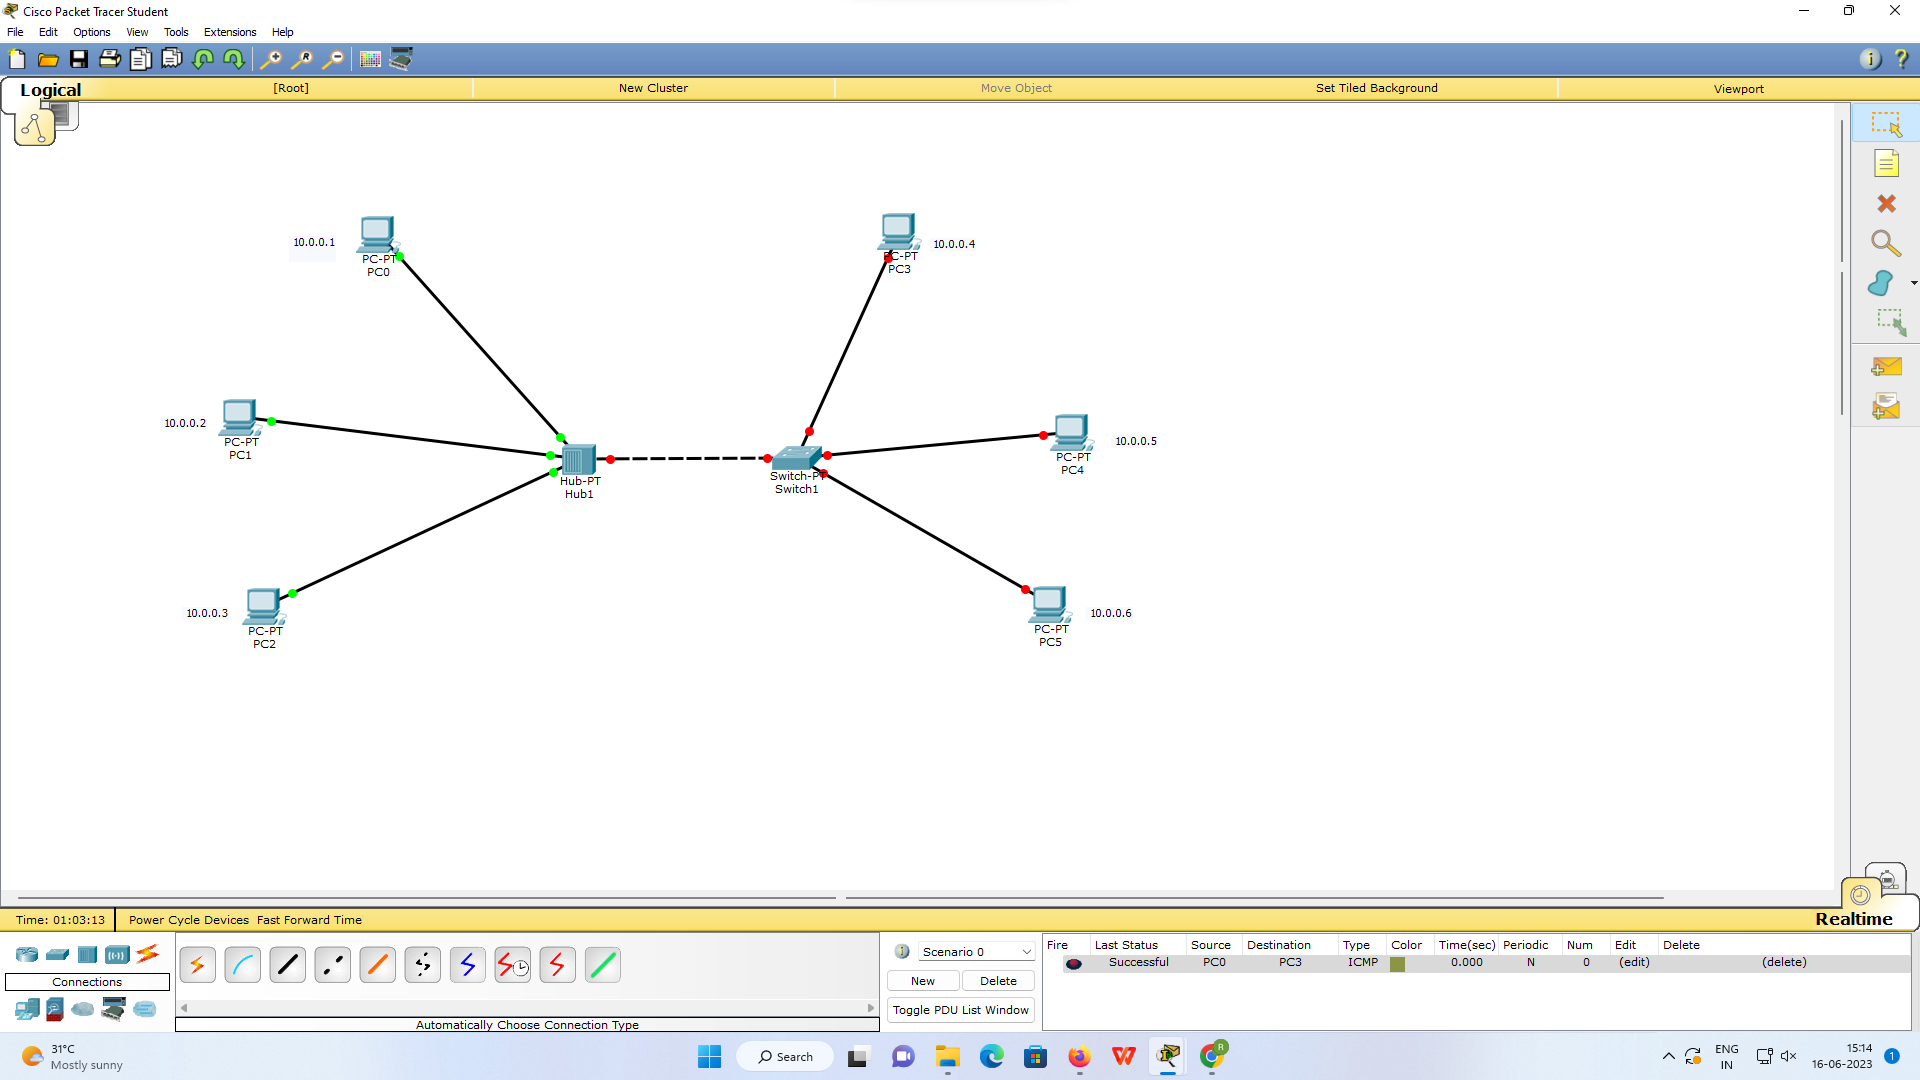 Cisco Packet Tracer Student
File Edit Options View Tools Extensions Help
Logical [Root] New Cluster Move Object Set Tiled Background Viewport
10.0.0.1
PC-PT
PC0
10.0.0.4
PC-PT
PC3
10.0.0.2
PC-PT
PC1
Hub-PT
Hub1
Switch-PT
Switch1
10.0.0.5
PC-PT
PC4
10.0.0.3
PC-PT
PC2
10.0.0.6
PC-PT
PC5
Realtime
Time: 01:03:13 Power Cycle Devices Fast Forward Time
Connections
Automatically Choose Connection Type
Scenario 0
New Delete
Toggle PDU List Window
Fire Last Status Source Destination Type Color Time(sec) Periodic Num Edit Delete
Successful PC0 PC3 ICMP 0.000 N 0 (edit) (delete)
31°C
Mostly sunny
Search
R
ENG
IN
15:14
16-06-2023
1